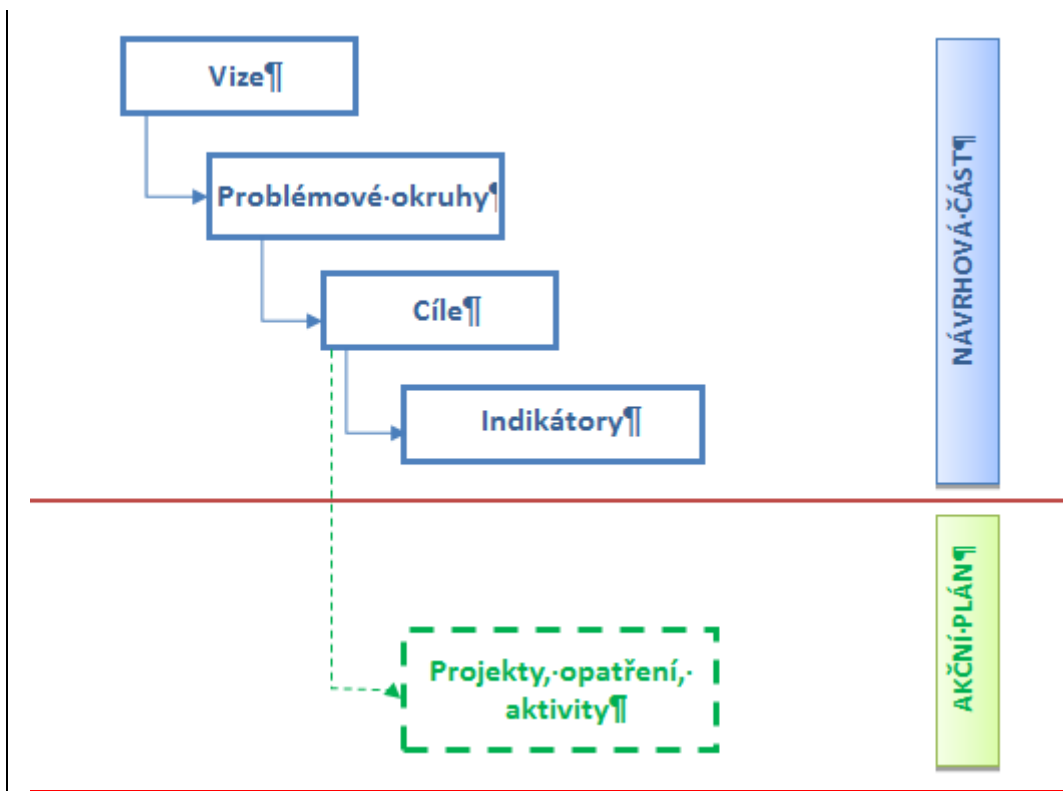 Vize¶
Problémové·okruhy¶
Cíle¶
Indikátory¶
NÁVRHOVÁ·ČÁST¶
Projekty,·opatření,·
aktivity¶
AKČNÍ·PLÁN¶